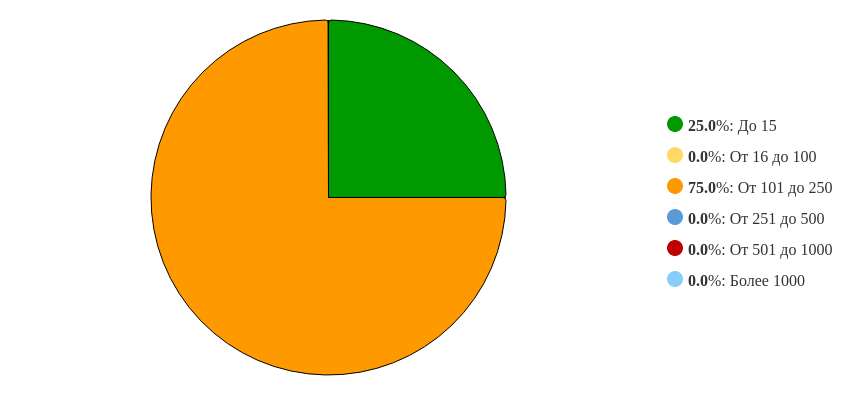 25.0%: До 15
0.0%: От 16 до 100
75.0%: От 101 до 250
0.0%: От 251 до 500
0.0%: От 501 до 1000
0.0%: Более 1000